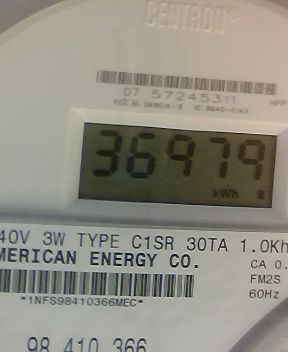 CENTRON®
07 57245311
36979
kWh E
40V 3W TYPE C1SR 30TA 1.0Kh
MERICAN ENERGY CO.
CA 0.
FM2S
*1NFS98410366MEC*
60Hz
98 410 366